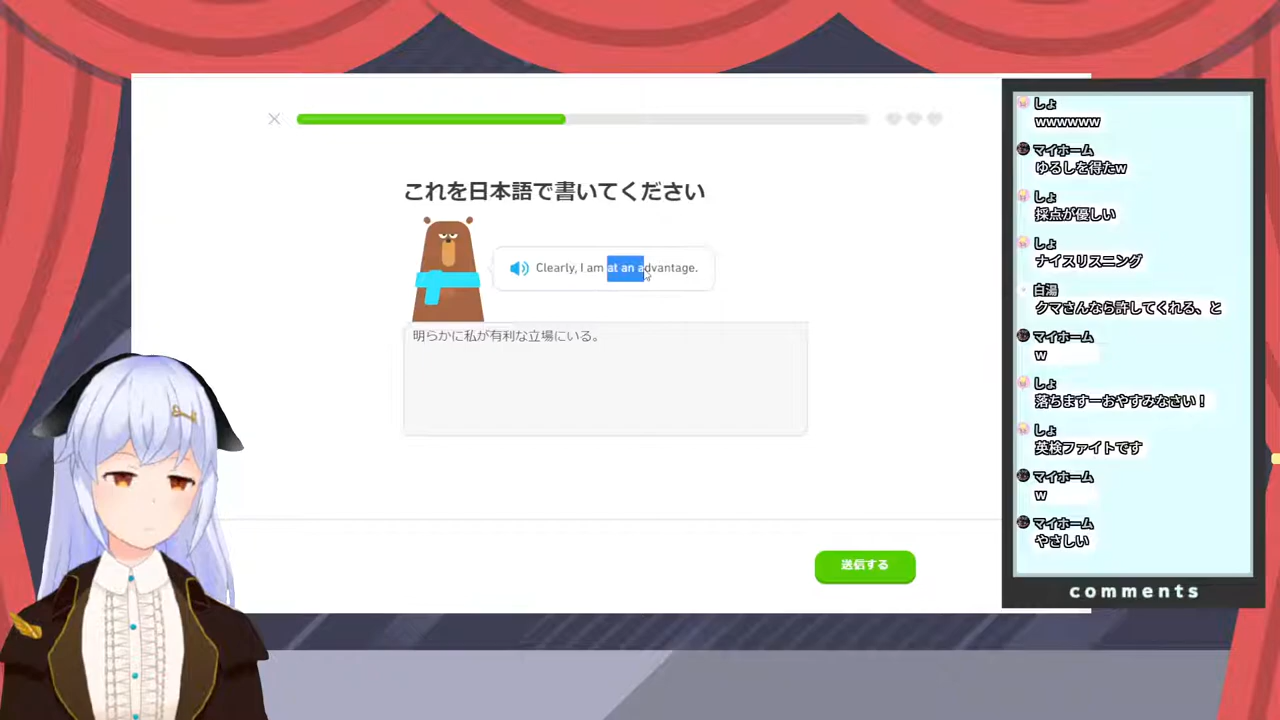 これを日本語で書いてください
Clearly, I am at an advantage.
明らかに私が有利な立場にいる。
送信する
しょ
wwwwww
マイホーム
ゆるしを得たw
しょ
採点が優しい
しょ
ナイスリスニング
白湯
クマさんなら許してくれる、と
マイホーム
w
しょ
落ちますーおやすみなさい！
しょ
英検ファイトです
マイホーム
w
マイホーム
やさしい
comments